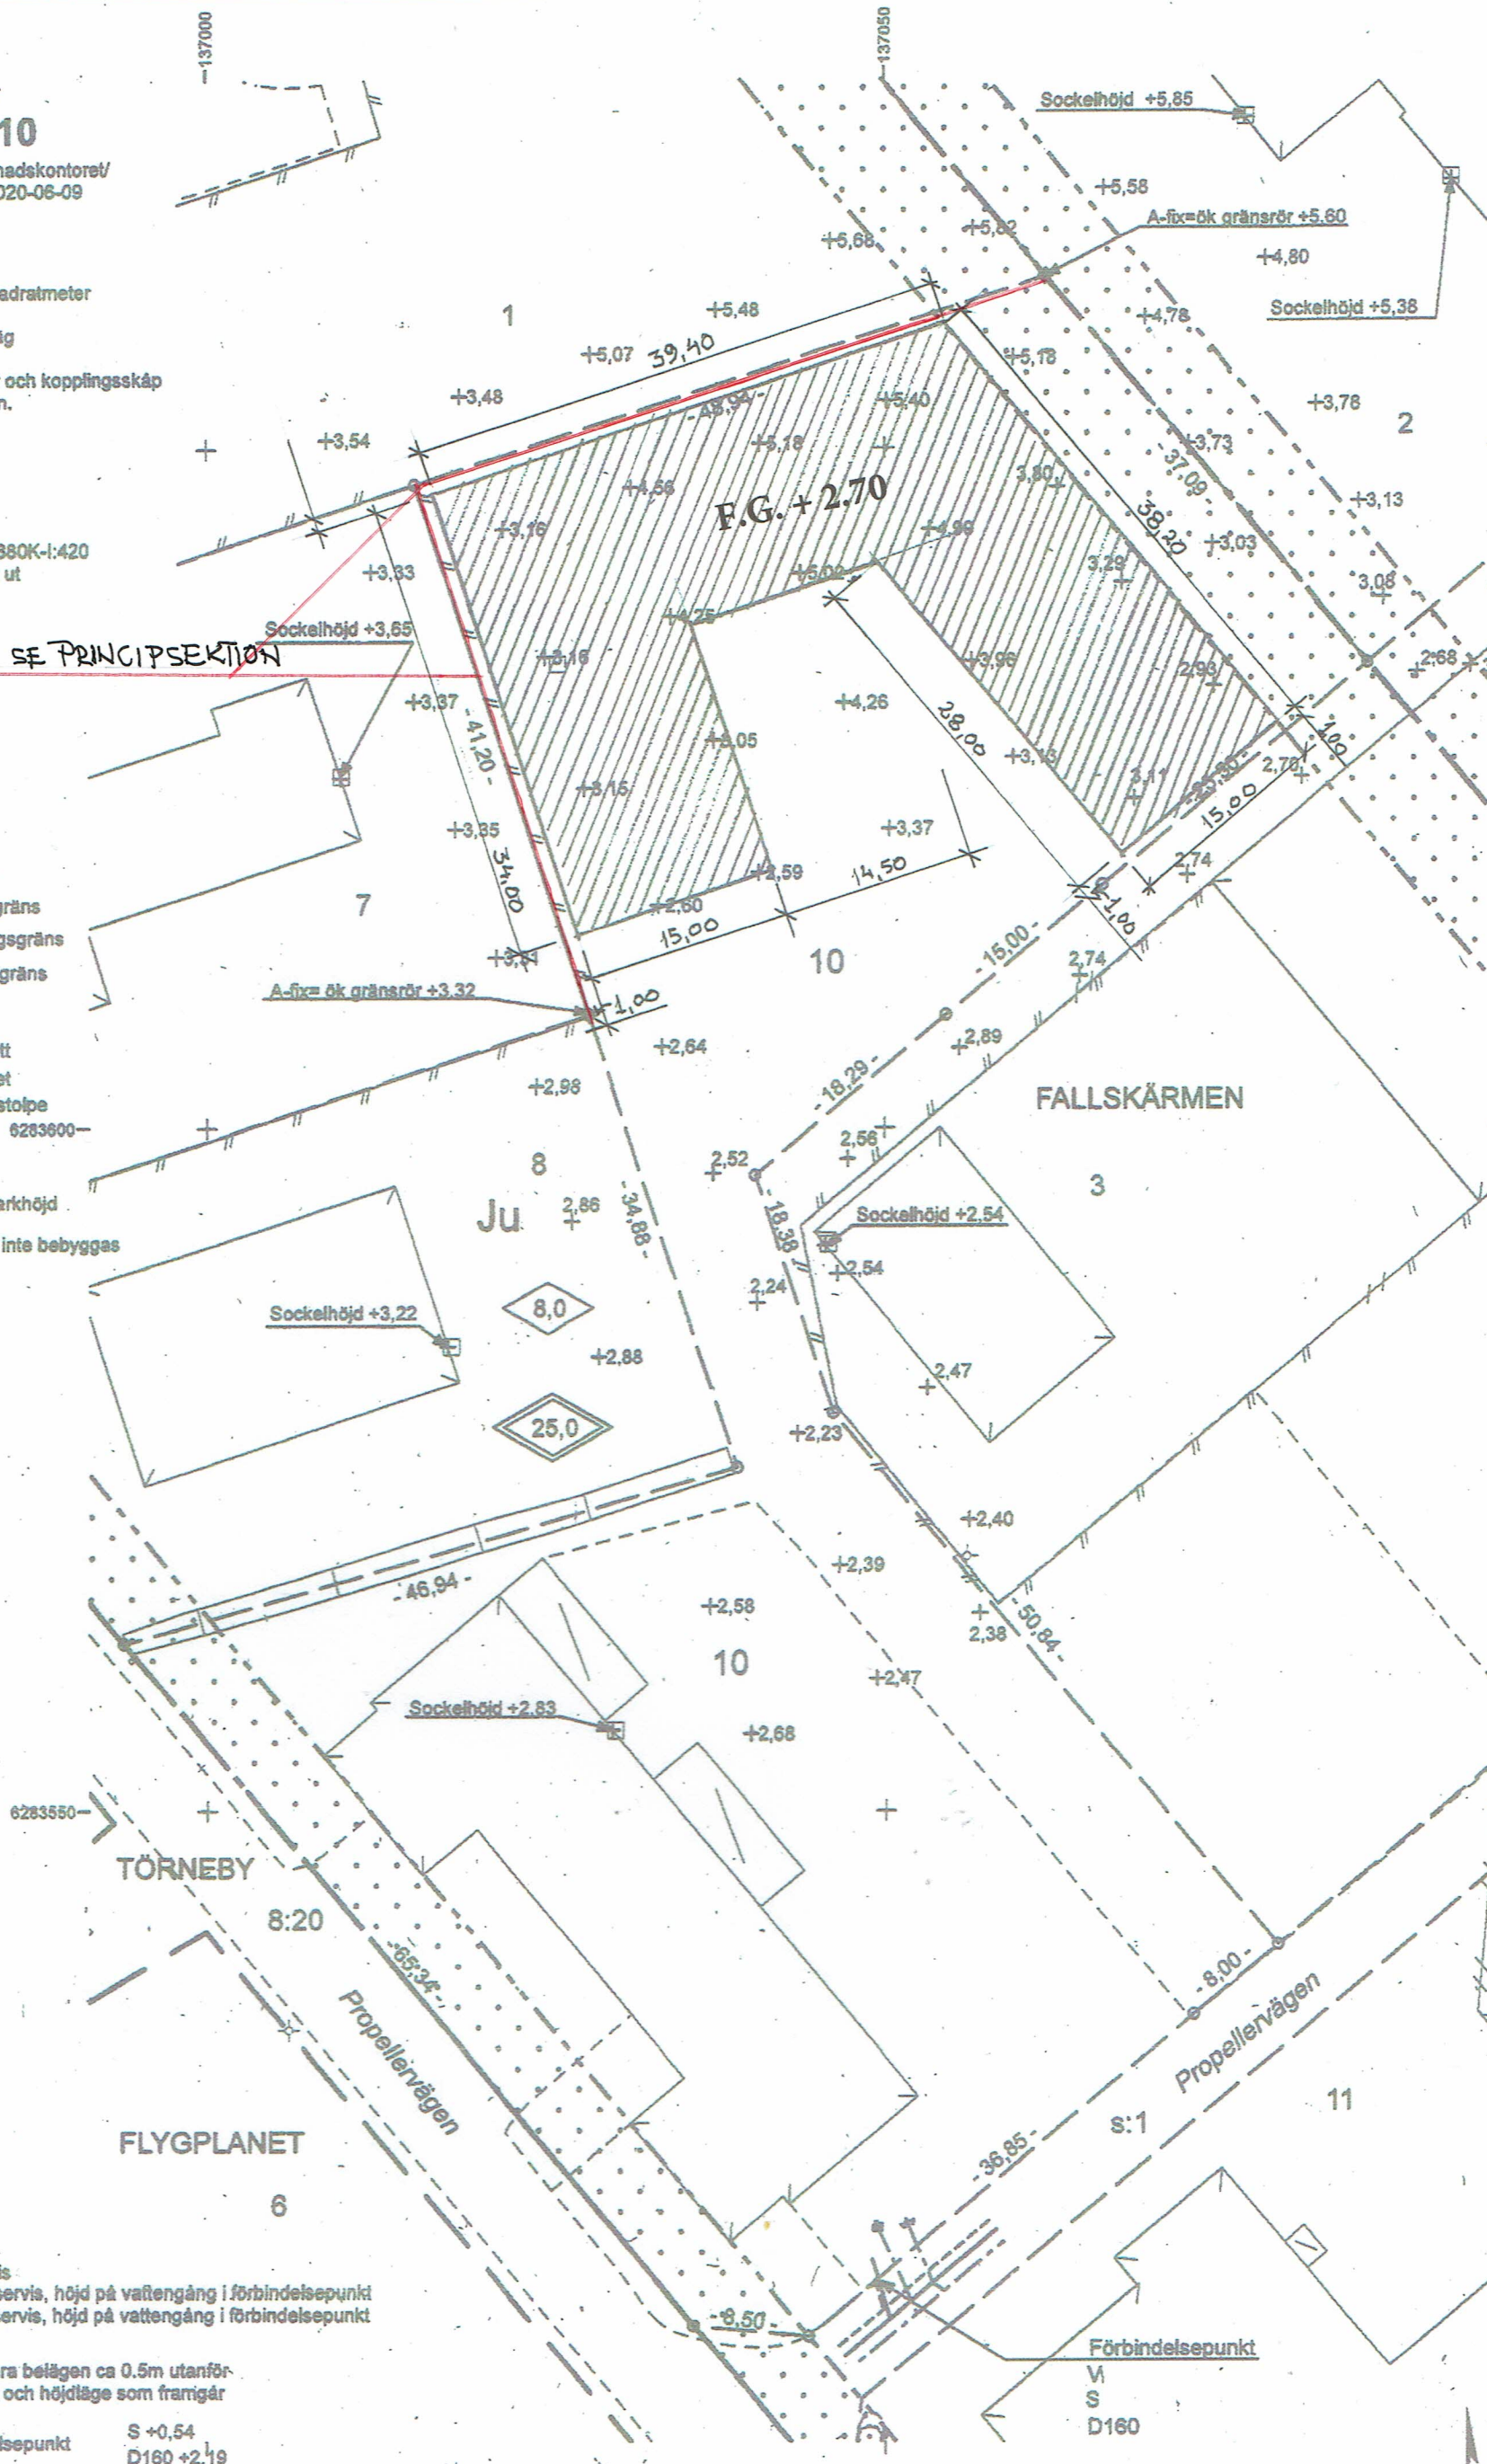 -137000
-137050
10
nadskontoret/
020-06-09
Sockelhöjd +5,85
+5,58
A-fix=ök gränsrör +5.60
+5,68
+5,82
+4,80
Sockelhöjd +5,38
adratmeter
1
+5,48
+4,78
+5,07
39,40
+5,18
och kopplingsskåp
+3,48
+5,40
+3,78
2
+3,54
+5,18
+3,73
-37,09-
+4,56
3,80
+3,13
F.G. + 2.70
+3,16
+4,99
38,20
+3,03
380K-I:420
ut
+3,33
+5,02
3,29
3,08
+4,25
Sockelhöjd +3,65
SE PRINCIPSEKTION
+3,16
+3,96
2,93
+2,68
+3,37
+4,26
28,00
-41,20-
+3,05
+3,13
1,00
2,70
3,11
+3,15
15,00
+3,35
+3,37
2,74
34,00
14,50
+2,59
7
räns
+2,60
gsgräns
15,00
1,00
-15,00-
gräns
+3,31
10
2,74
A-fix= ök gränsrör +3.32
1,00
+2,64
+2,89
tt
et
+2,98
-18,29-
stolpe
6283600-
FALLSKÄRMEN
2,56
8
2,52
3
arkhöjd
Ju
2,86
-34,88-
-18,38-
Sockelhöjd +2,54
inte bebyggas
+2,54
2,24
8,0
Sockelhöjd +3,22
+2,88
2,47
25,0
+2,23
+2,40
+2,39
-46,94-
+2,58
2,38
-50,84-
10
+2,47
Sockelhöjd +2,83
+2,68
6283550-
TÖRNEBY
8:20
-65,34-
-8,00-
Propellervägen
Propellervägen
11
s:1
FLYGPLANET
-36,85-
6
is
servis, höjd på vattengång i förbindelsepunkt
servis, höjd på vattengång i förbindelsepunkt
-8,50-
Förbindelsepunkt
V
S
D160
ra belägen ca 0.5m utanför
och höjdläge som framgår
lsepunkt
S +0,54
D160 +2,19